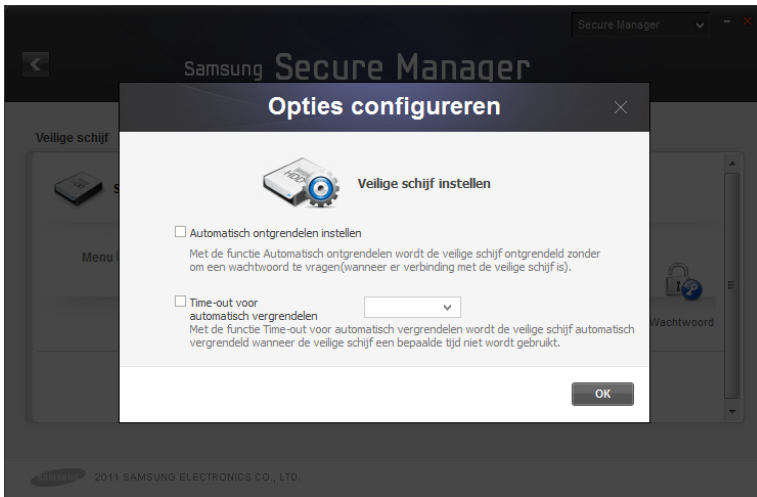 Secure Manager
Samsung Secure Manager
Opties configureren
Veilige schijf
HDD
Veilige schijf instellen
S
Automatisch ontgrendelen instellen
Met de functie Automatisch ontgrendelen wordt de veilige schijf ontgrendeld zonder
om een wachtwoord te vragen(wanneer er verbinding met de veilige schijf is).
Menu
Time-out voor
automatisch vergrendelen
Wachtwoord
Met de functie Time-out voor automatisch vergrendelen wordt de veilige schijf automatisch
vergrendeld wanneer de veilige schijf een bepaalde tijd niet wordt gebruikt.
OK
SAMSUNG 2011 SAMSUNG ELECTRONICS CO., LTD.